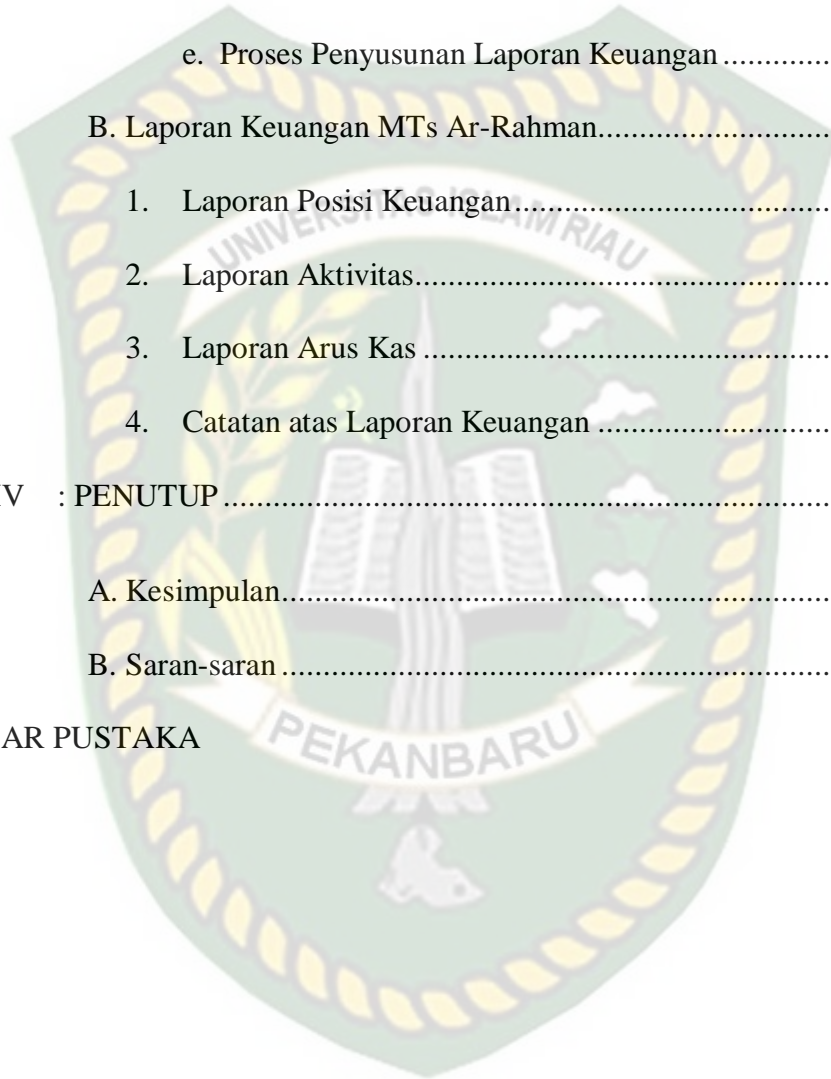 e. Proses Penyusunan Laporan Keuangan .............
B. Laporan Keuangan MTs Ar-Rahman..............................
1. Laporan Posisi Keuangan.........................................
UNIVERSITAS ISLAM RIAU
2. Laporan Aktivitas......................................................
3. Laporan Arus Kas .....................................................
4. Catatan atas Laporan Keuangan ..............................
V : PENUTUP ................................................................................
A. Kesimpulan.......................................................................
B. Saran-saran .......................................................................
AR PUSTAKA
PEKANBARU